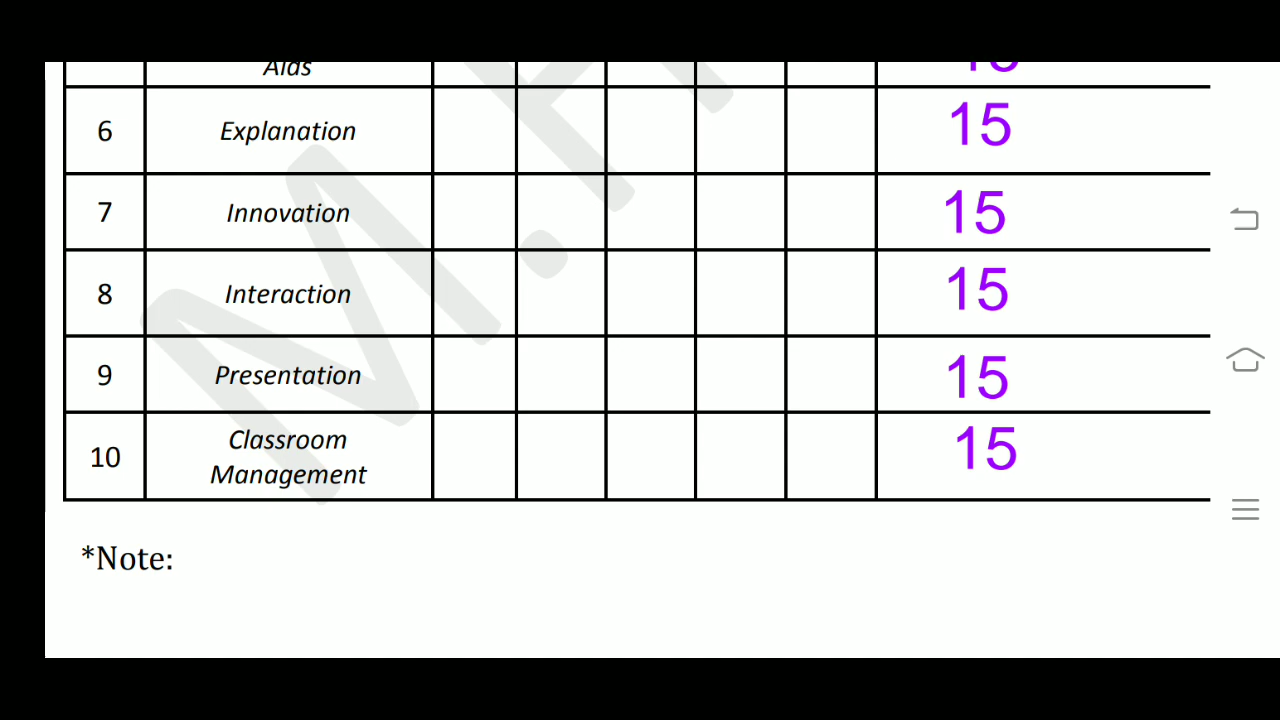 Aids
6 Explanation 15
7 Innovation 15
8 Interaction 15
9 Presentation 15
10 Classroom Management 15
*Note: